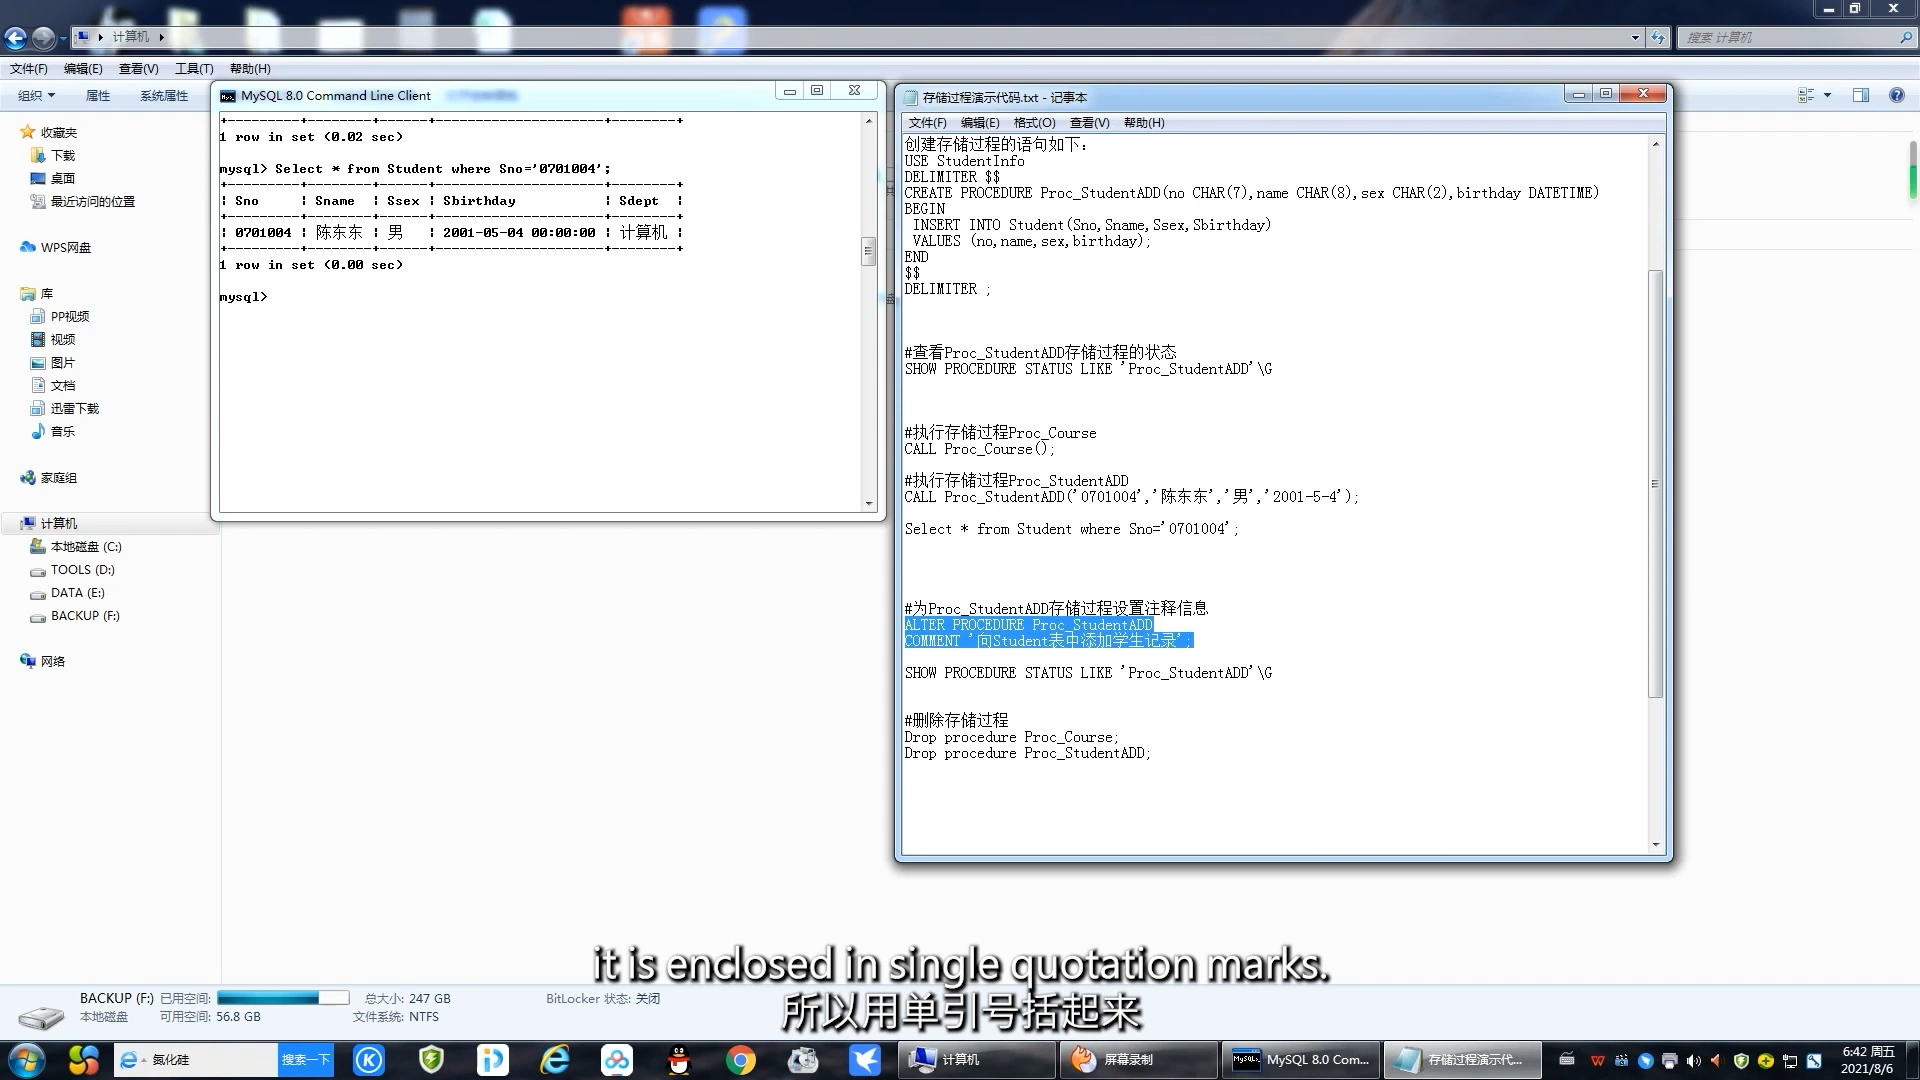 计算机
搜索 计算机
文件(F) 编辑(E) 查看(V) 工具(T) 帮助(H)
组织 属性 系统属性
收藏夹
下载
桌面
最近访问的位置
WPS网盘
库
PP视频
视频
图片
文档
迅雷下载
音乐
家庭组
计算机
本地磁盘 (C:)
TOOLS (D:)
DATA (E:)
BACKUP (F:)
网络
MySQL 8.0 Command Line Client
1 row in set (0.02 sec)
mysql> Select * from Student where Sno='0701004';
| Sno | Sname | Ssex | Sbirthday | Sdept |
| 0701004 | 陈东东 | 男 | 2001-05-04 00:00:00 | 计算机 |
1 row in set (0.00 sec)
mysql>
存储过程演示代码.txt - 记事本
文件(F) 编辑(E) 格式(O) 查看(V) 帮助(H)
创建存储过程的语句如下:
USE StudentInfo
DELIMITER $$
CREATE PROCEDURE Proc_StudentADD(no CHAR(7),name CHAR(8),sex CHAR(2),birthday DATETIME)
BEGIN
INSERT INTO Student(Sno,Sname,Ssex,Sbirthday)
VALUES (no,name,sex,birthday);
END
$$
DELIMITER ;
#查看Proc_StudentADD存储过程的状态
SHOW PROCEDURE STATUS LIKE 'Proc_StudentADD'\G
#执行存储过程Proc_Course
CALL Proc_Course();
#执行存储过程Proc_StudentADD
CALL Proc_StudentADD('0701004','陈东东','男','2001-5-4');
Select * from Student where Sno='0701004';
#为Proc_StudentADD存储过程设置注释信息
ALTER PROCEDURE Proc_StudentADD
COMMENT '向Student表中添加学生记录';
SHOW PROCEDURE STATUS LIKE 'Proc_StudentADD'\G
#删除存储过程
Drop procedure Proc_Course;
Drop procedure Proc_StudentADD;
it is enclosed in single quotation marks.
所以用单引号括起来
BACKUP (F:) 已用空间: 总大小: 247 GB BitLocker 状态: 关闭
本地磁盘 可用空间: 56.8 GB 文件系统: NTFS
氮化硅 搜索一下 计算机 屏幕录制 MySQL 8.0 Com... 存储过程演示代...
6:42 周五
2021/8/6